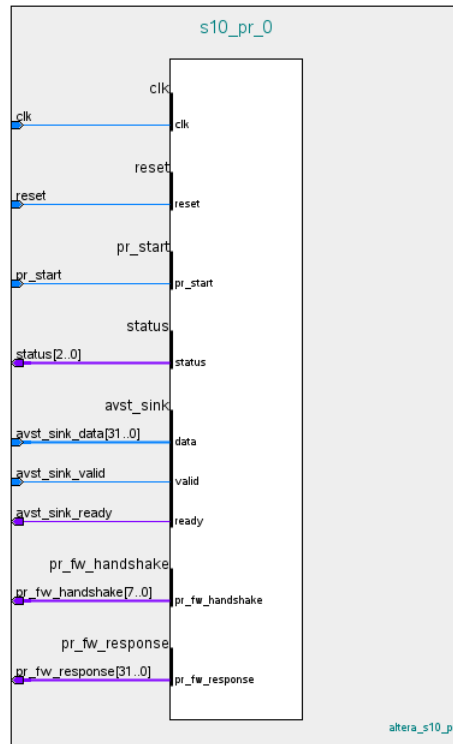 s10_pr_0
clk
clk
clk
reset
reset
reset
pr_start
pr_start
pr_start
status
status[2..0]
status
avst_sink
avst_sink_data[31..0]
data
avst_sink_valid
valid
avst_sink_ready
ready
pr_fw_handshake
pr_fw_handshake[7..0]
pr_fw_handshake
pr_fw_response
pr_fw_response[31..0]
pr_fw_response
altera_s10_p